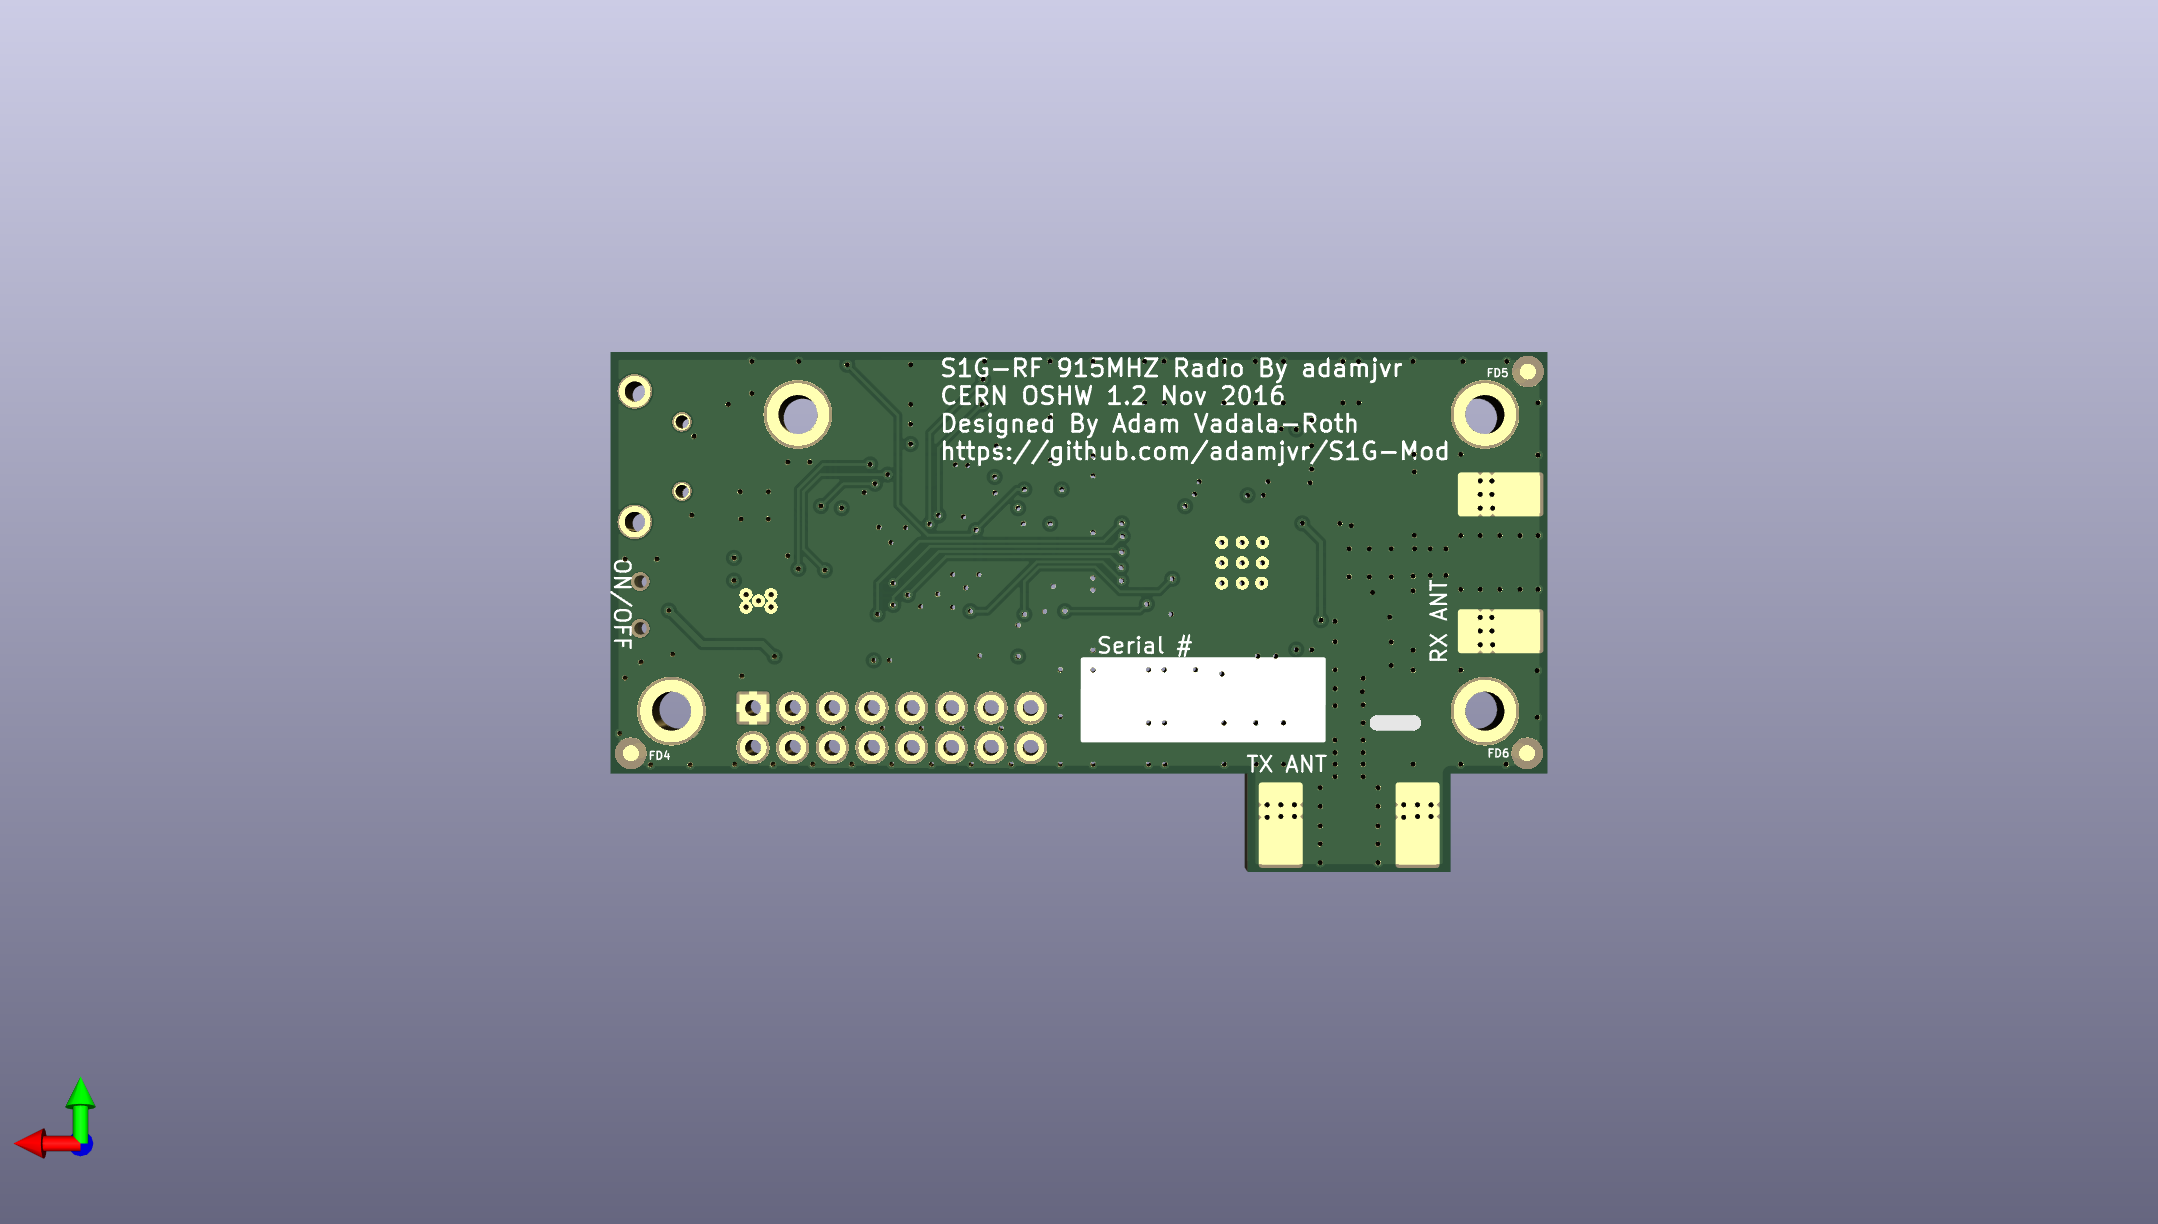 S1G-RF 915MHZ Radio By adamjvr
CERN OSHW 1.2 Nov 2016
Designed By Adam Vadala-Roth
https://github.com/adamjvr/S1G-Mod
FD5
ON/OFF
RX ANT
Serial #
FD4
FD6
TX ANT